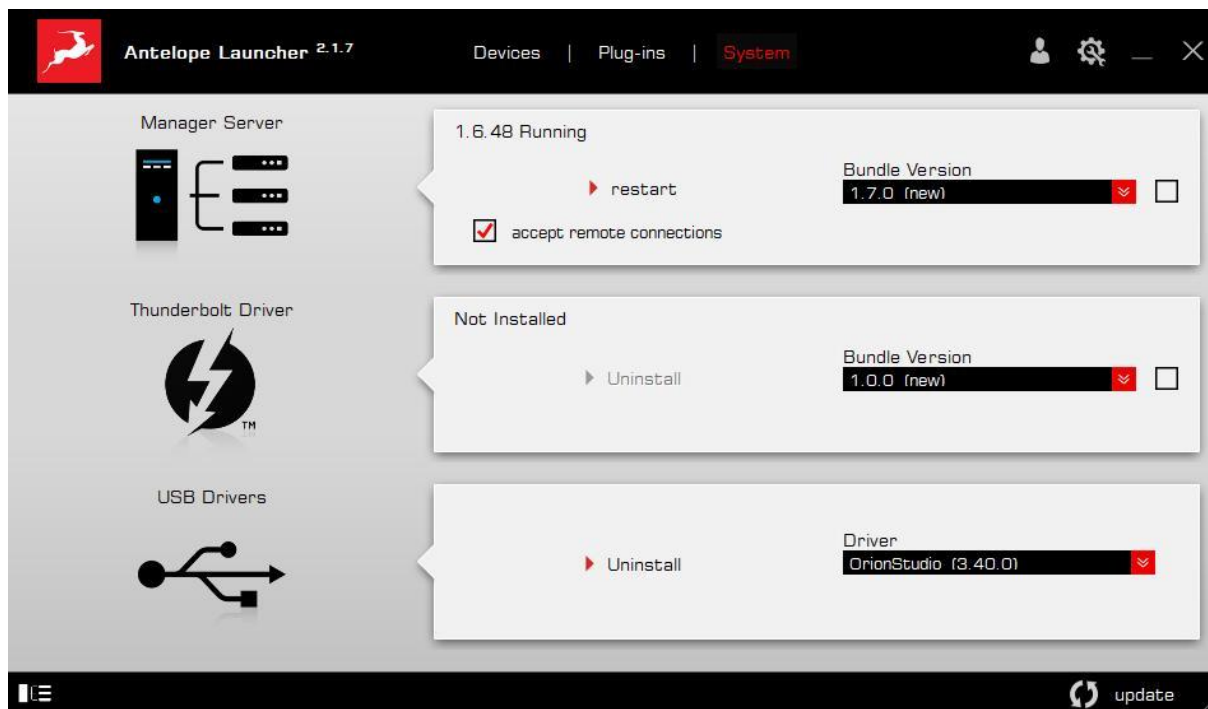 Antelope Launcher 2.1.7
Devices | Plug-ins | System
Manager Server
1.6.48 Running
restart
Bundle Version
1.7.0 (new)
accept remote connections
Thunderbolt Driver
TM
Not Installed
Uninstall
Bundle Version
1.0.0 (new)
USB Drivers
Uninstall
Driver
OrionStudio (3.40.0)
update